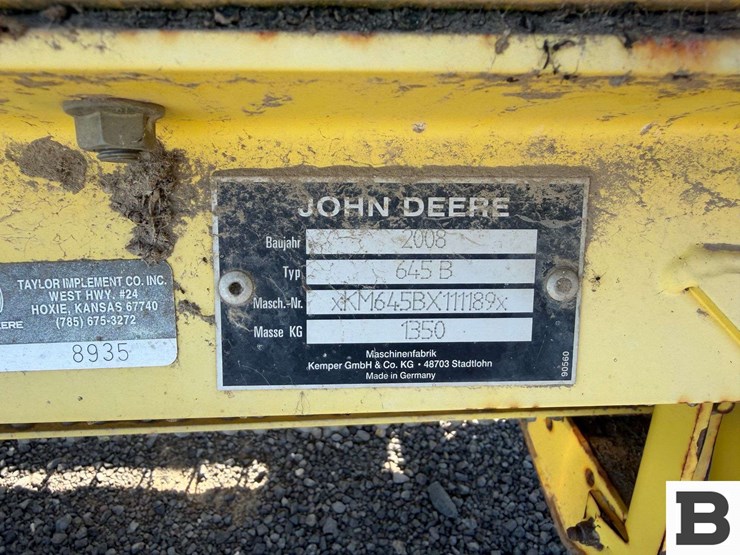 JOHN DEERE
Baujahr 2008
Typ 645 B
Masch.-Nr. xKM645BX111189x
Masse KG 1350
Maschinenfabrik
Kemper GmbH & Co. KG • 48703 Stadtlohn
Made in Germany
90560
TAYLOR IMPLEMENT CO. INC.
WEST HWY. #24
HOXIE, KANSAS 67740
(785) 675-3272
8935
B